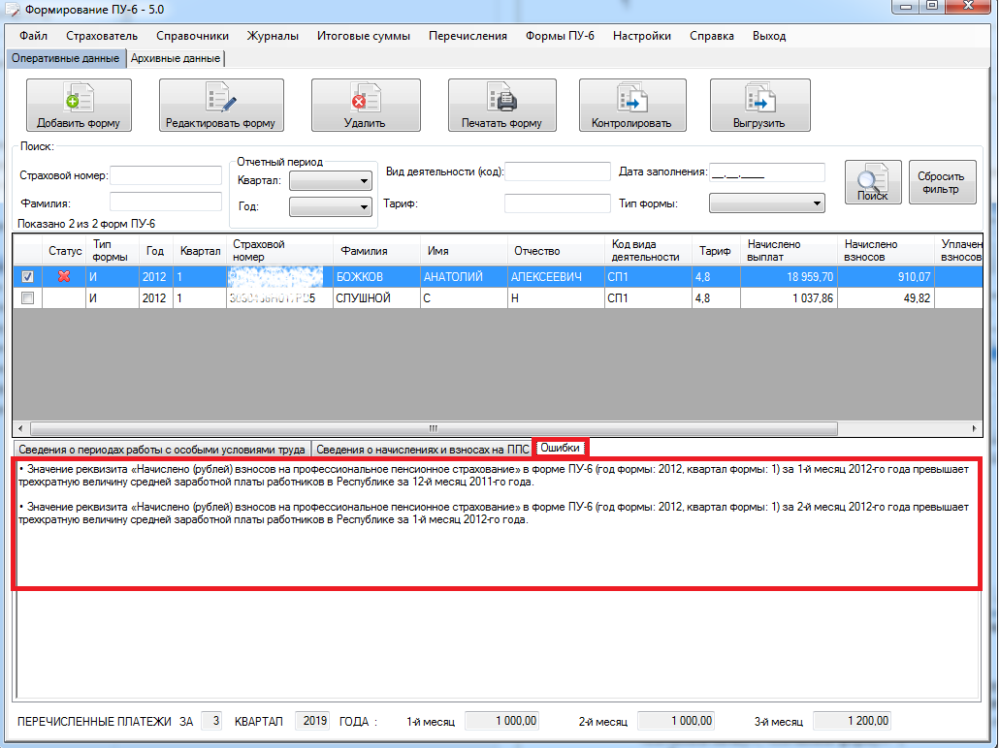 Формирование ПУ-6 - 5.0
Файл Страхователь Справочники Журналы Итоговые суммы Перечисления Формы ПУ-6 Настройки Справка Выход
Оперативные данные Архивные данные
Добавить форму Редактировать форму Удалить Печатать форму Контролировать Выгрузить
Поиск:
Страховой номер:
Фамилия:
Отчетный период
Квартал:
Год:
Вид деятельности (код):
Тариф:
Дата заполнения: __.__.____
Тип формы:
Поиск
Сбросить
фильтр
Показано 2 из 2 форм ПУ-6
Статус Тип формы Год Квартал Страховой номер Фамилия Имя Отчество Код вида деятельности Тариф Начислено выплат Начислено взносов Уплачен взносов
И 2012 1 БОЖКОВ АНАТОЛИЙ АЛЕКСЕЕВИЧ СП1 4,8 18 959,70 910,07
И 2012 1 СЛУШНОЙ С Н СП1 4,8 1 037,86 49,82
Сведения о периодах работы с особыми условиями труда Сведения о начислениях и взносах на ППС Ошибки
• Значение реквизита «Начислено (рублей) взносов на профессиональное пенсионное страхование» в форме ПУ-6 (год формы: 2012, квартал формы: 1) за 1-й месяц 2012-го года превышает
трехкратную величину средней заработной платы работников в Республике за 12-й месяц 2011-го года.
• Значение реквизита «Начислено (рублей) взносов на профессиональное пенсионное страхование» в форме ПУ-6 (год формы: 2012, квартал формы: 1) за 2-й месяц 2012-го года превышает
трехкратную величину средней заработной платы работников в Республике за 1-й месяц 2012-го года.
ПЕРЕЧИСЛЕННЫЕ ПЛАТЕЖИ ЗА 3 КВАРТАЛ 2019 ГОДА : 1-й месяц 1 000,00 2-й месяц 1 000,00 3-й месяц 1 200,00